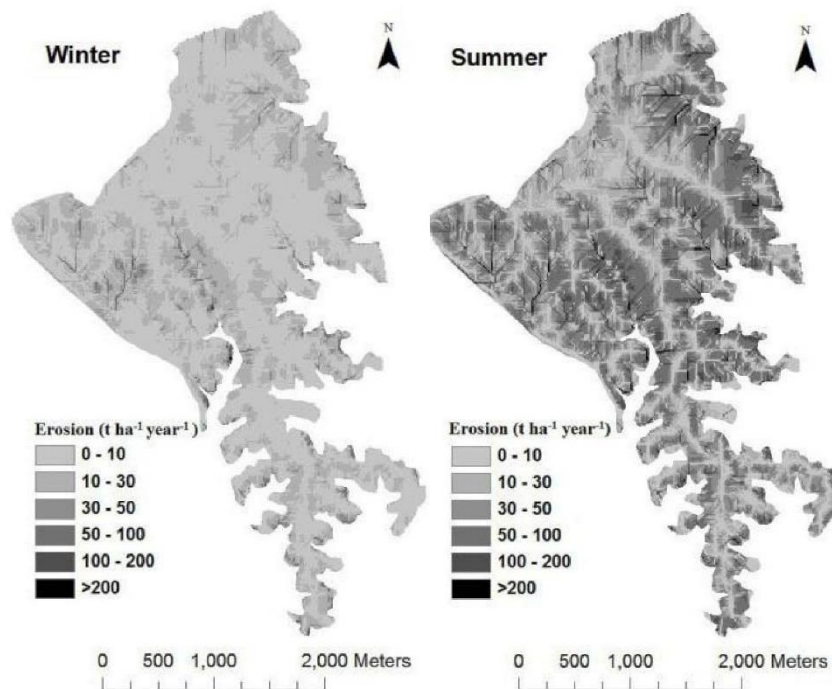 Winter
N
Summer
N
Erosion (t ha⁻¹ year⁻¹)
0 - 10
10 - 30
30 - 50
50 - 100
100 - 200
>200
Erosion (t ha⁻¹ year⁻¹)
0 - 10
10 - 30
30 - 50
50 - 100
100 - 200
>200
0 500 1,000 2,000 Meters
0 500 1,000 2,000 Meters